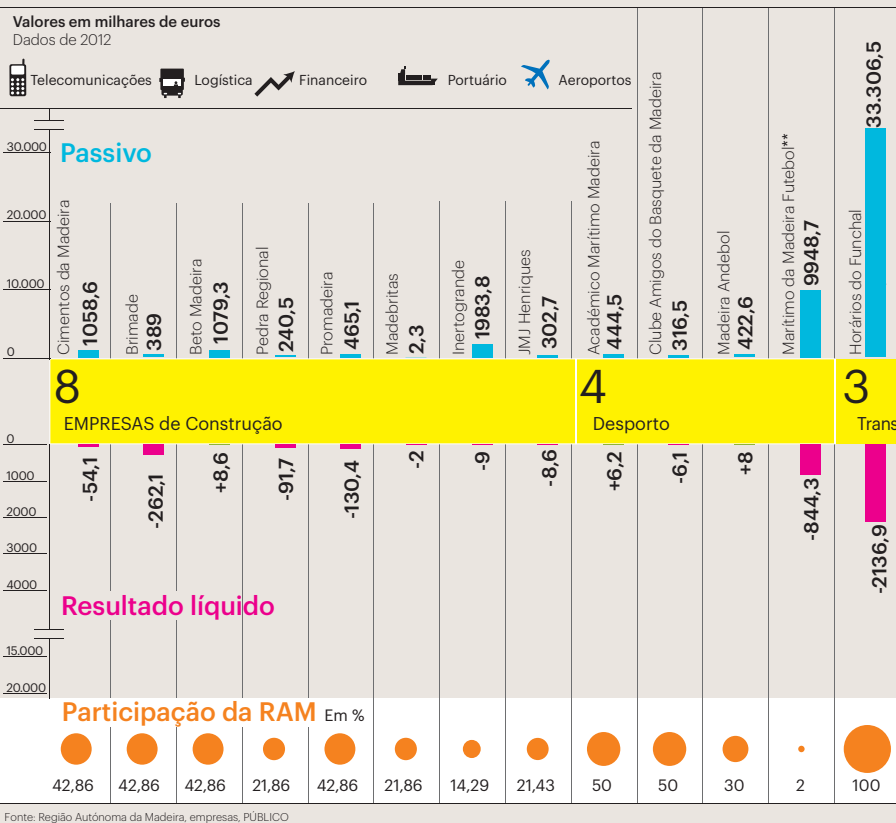 Valores em milhares de euros
Dados de 2012
Telecomunicações Logística Financeiro Portuário Aeroportos
Passivo
30.000
20.000
10.000
0
Cimentos da Madeira 1058,6
Brimade 389
Beto Madeira 1079,3
Pedra Regional 240,5
Promadeira 465,1
Madebritas 2,3
Inertogrande 1983,8
JMJ Henriques 302,7
Académico Marítimo Madeira 444,5
Clube Amigos do Basquete da Madeira 316,5
Madeira Andebol 422,6
Marítimo da Madeira Futebol** 9948,7
Horários do Funchal 33.306,5
8
EMPRESAS de Construção
4
Desporto
3
Trans
0
1000
2000
3000
4000
15.000
20.000
-54,1
-262,1
+8,6
-91,7
-130,4
-2
-9
-8,6
+6,2
-6,1
+8
-844,3
-2136,9
Resultado líquido
Participação da RAM Em %
42,86 42,86 42,86 21,86 42,86 21,86 14,29 21,43 50 50 30 2 100
Fonte: Região Autónoma da Madeira, empresas, PÚBLICO